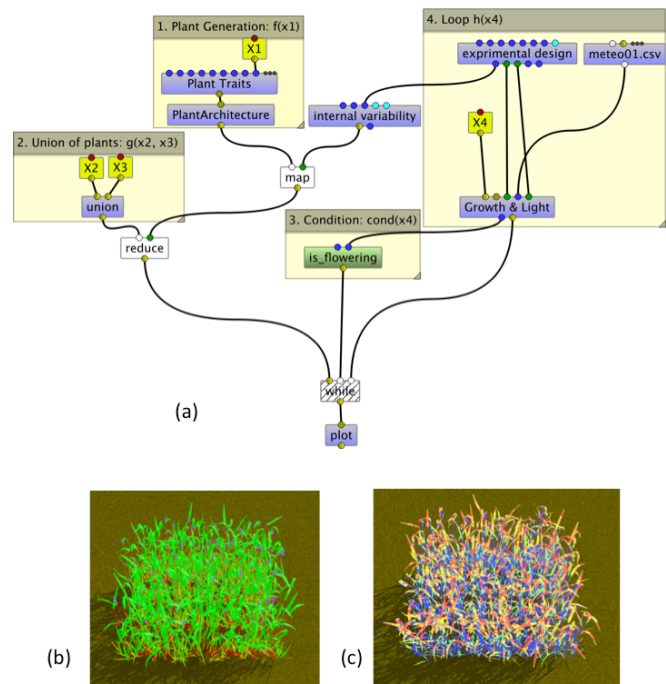 1. Plant Generation: f(x1)
X1
Plant Traits
PlantArchitecture
4. Loop h(x4)
exprimental design
meteo01.csv
internal variability
X4
2. Union of plants: g(x2, x3)
X2
X3
union
map
Growth & Light
3. Condition: cond(x4)
reduce
is_flowering
while
(a)
plot
(b)
(c)